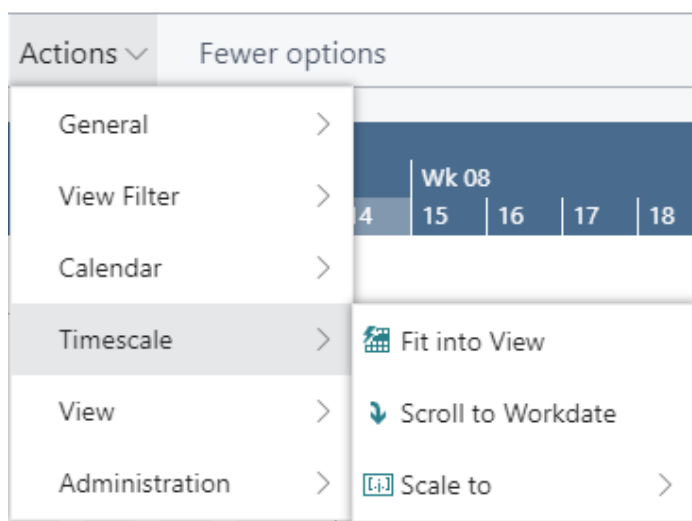 Actions Fewer options
General
View Filter
Wk 08
14 15 16 17 18
Calendar
Timescale
Fit into View
View
Scroll to Workdate
Administration
Scale to